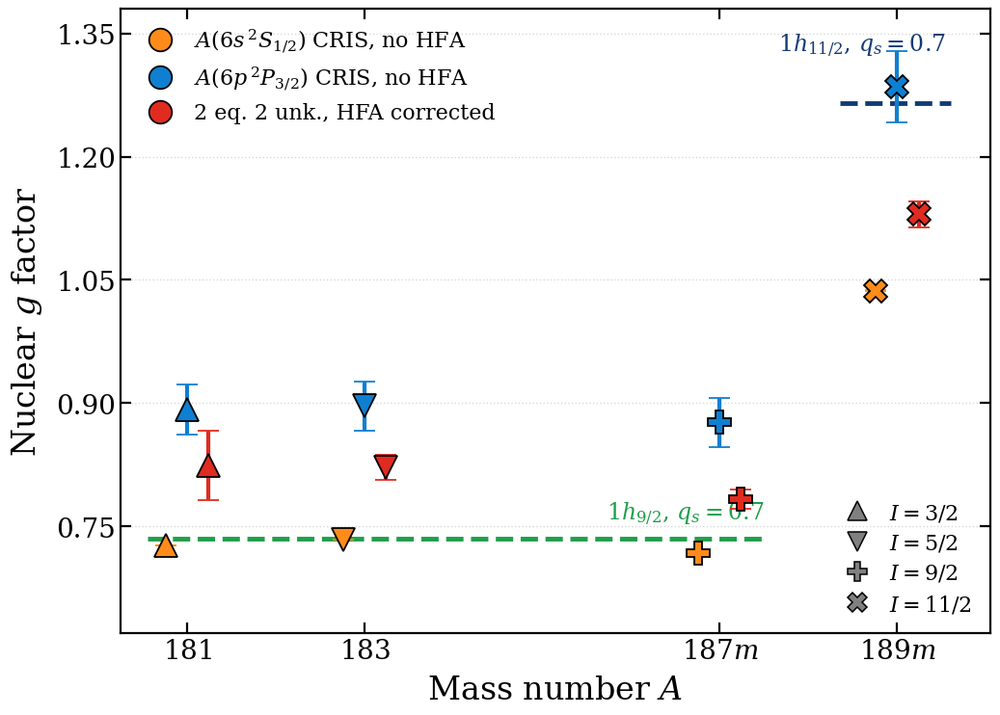 A(6s ²S₁/₂) CRIS, no HFA
A(6p ²P₃/₂) CRIS, no HFA
2 eq. 2 unk., HFA corrected
1h₁₁/₂, qₛ = 0.7
1.35
1.20
1.05
0.90
0.75
Nuclear g factor
1h₉/₂, qₛ = 0.7
I = 3/2
I = 5/2
I = 9/2
I = 11/2
181 183 187m 189m
Mass number A